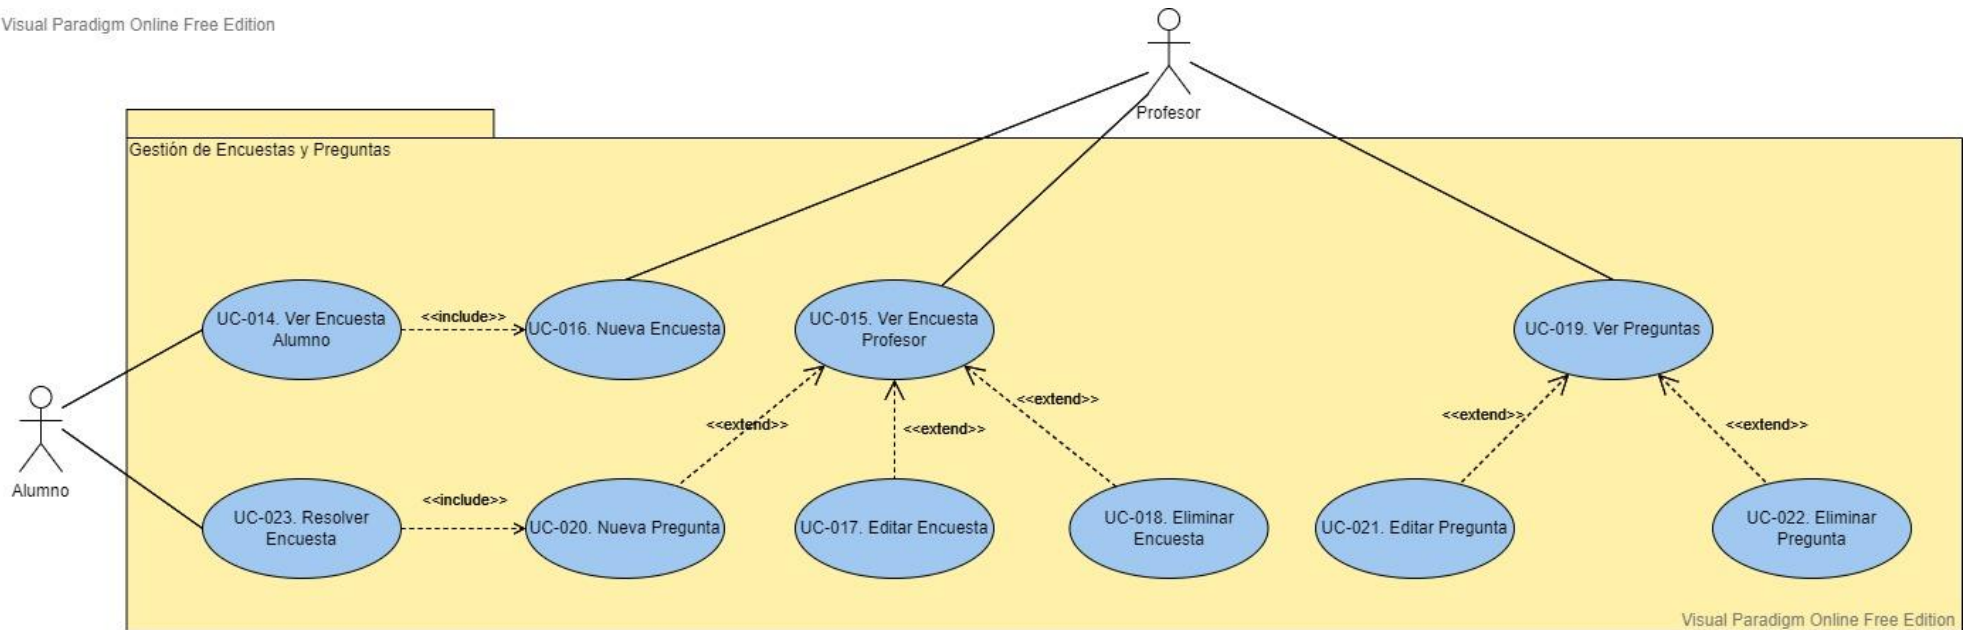 Visual Paradigm Online Free Edition
Profesor
Gestión de Encuestas y Preguntas
UC-014. Ver Encuesta
Alumno
<<include>>
UC-016. Nueva Encuesta
UC-015. Ver Encuesta
Profesor
UC-019. Ver Preguntas
<<extend>>
<<extend>>
<<extend>>
<<extend>>
<<extend>>
Alumno
UC-023. Resolver
Encuesta
<<include>>
UC-020. Nueva Pregunta
UC-017. Editar Encuesta
UC-018. Eliminar
Encuesta
UC-021. Editar Pregunta
UC-022. Eliminar
Pregunta
Visual Paradigm Online Free Edition